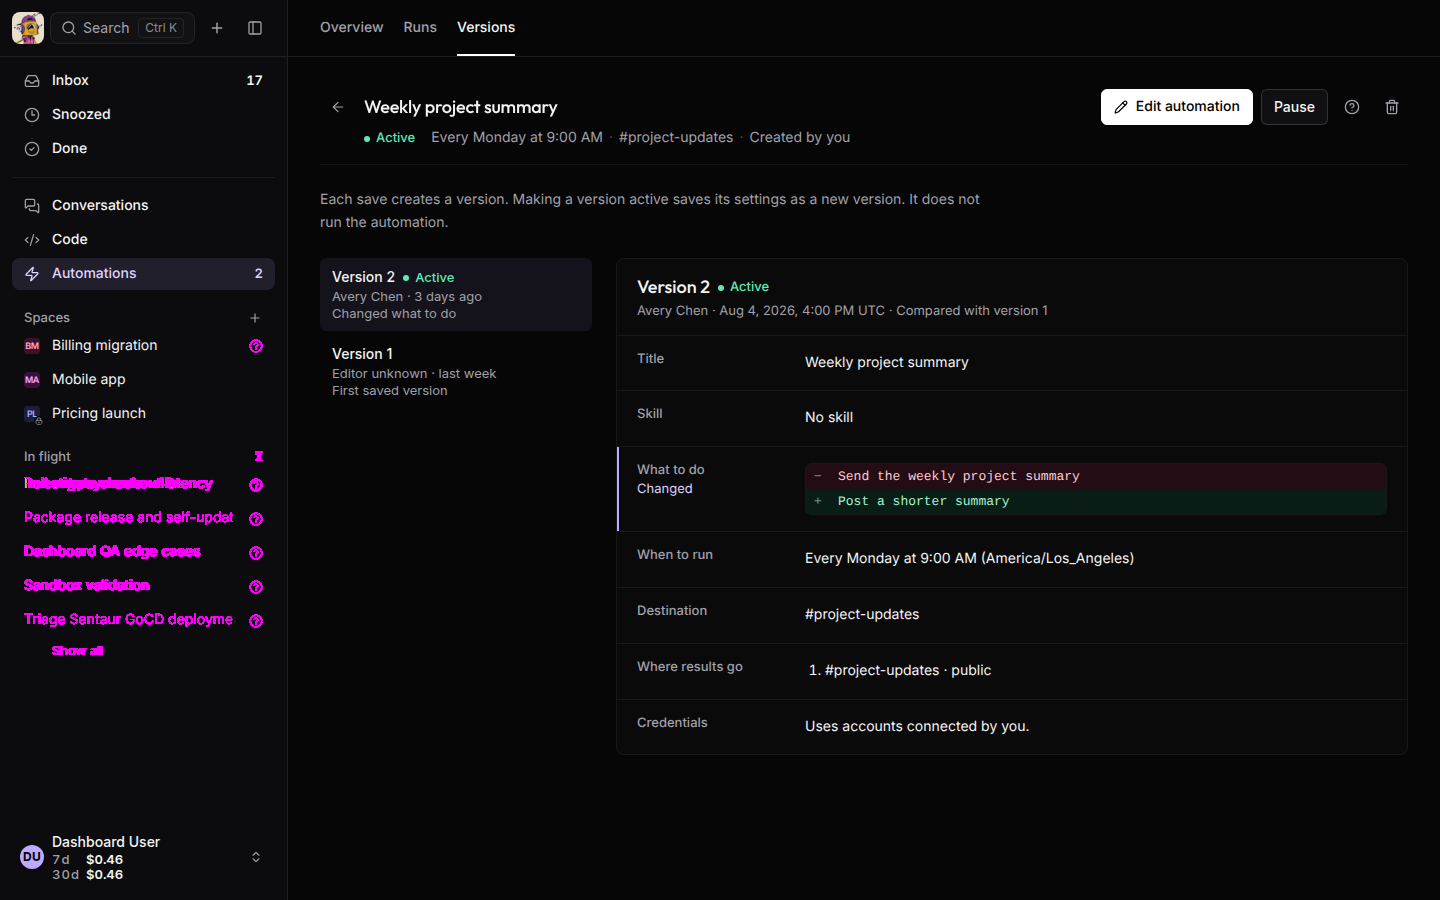 Search Ctrl K
Inbox 17
Snoozed
Done
Conversations
Code
Automations 2
Spaces
BM Billing migration
MA Mobile app
PL Pricing launch
In flight
Package release and self-updat
Dashboard QA edge cases
Sandbox validation
Triage Sentaur GoCD deployme
Show all
DU Dashboard User
7d $0.46
30d $0.46
Overview Runs Versions
Weekly project summary
Edit automation Pause
Active Every Monday at 9:00 AM · #project-updates · Created by you
Each save creates a version. Making a version active saves its settings as a new version. It does not
run the automation.
Version 2 Active
Avery Chen · 3 days ago
Changed what to do
Version 1
Editor unknown · last week
First saved version
Version 2 Active
Avery Chen · Aug 4, 2026, 4:00 PM UTC · Compared with version 1
Title Weekly project summary
Skill No skill
What to do
Changed
− Send the weekly project summary
+ Post a shorter summary
When to run Every Monday at 9:00 AM (America/Los_Angeles)
Destination #project-updates
Where results go 1. #project-updates · public
Credentials Uses accounts connected by you.